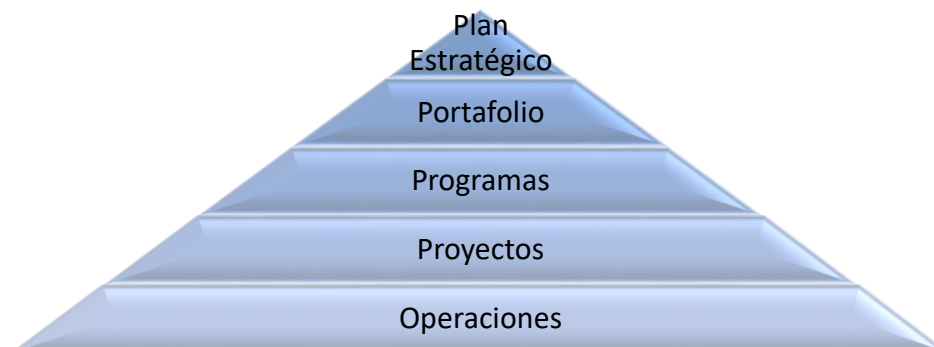 Plan
Estratégico
Portafolio
Programas
Proyectos
Operaciones